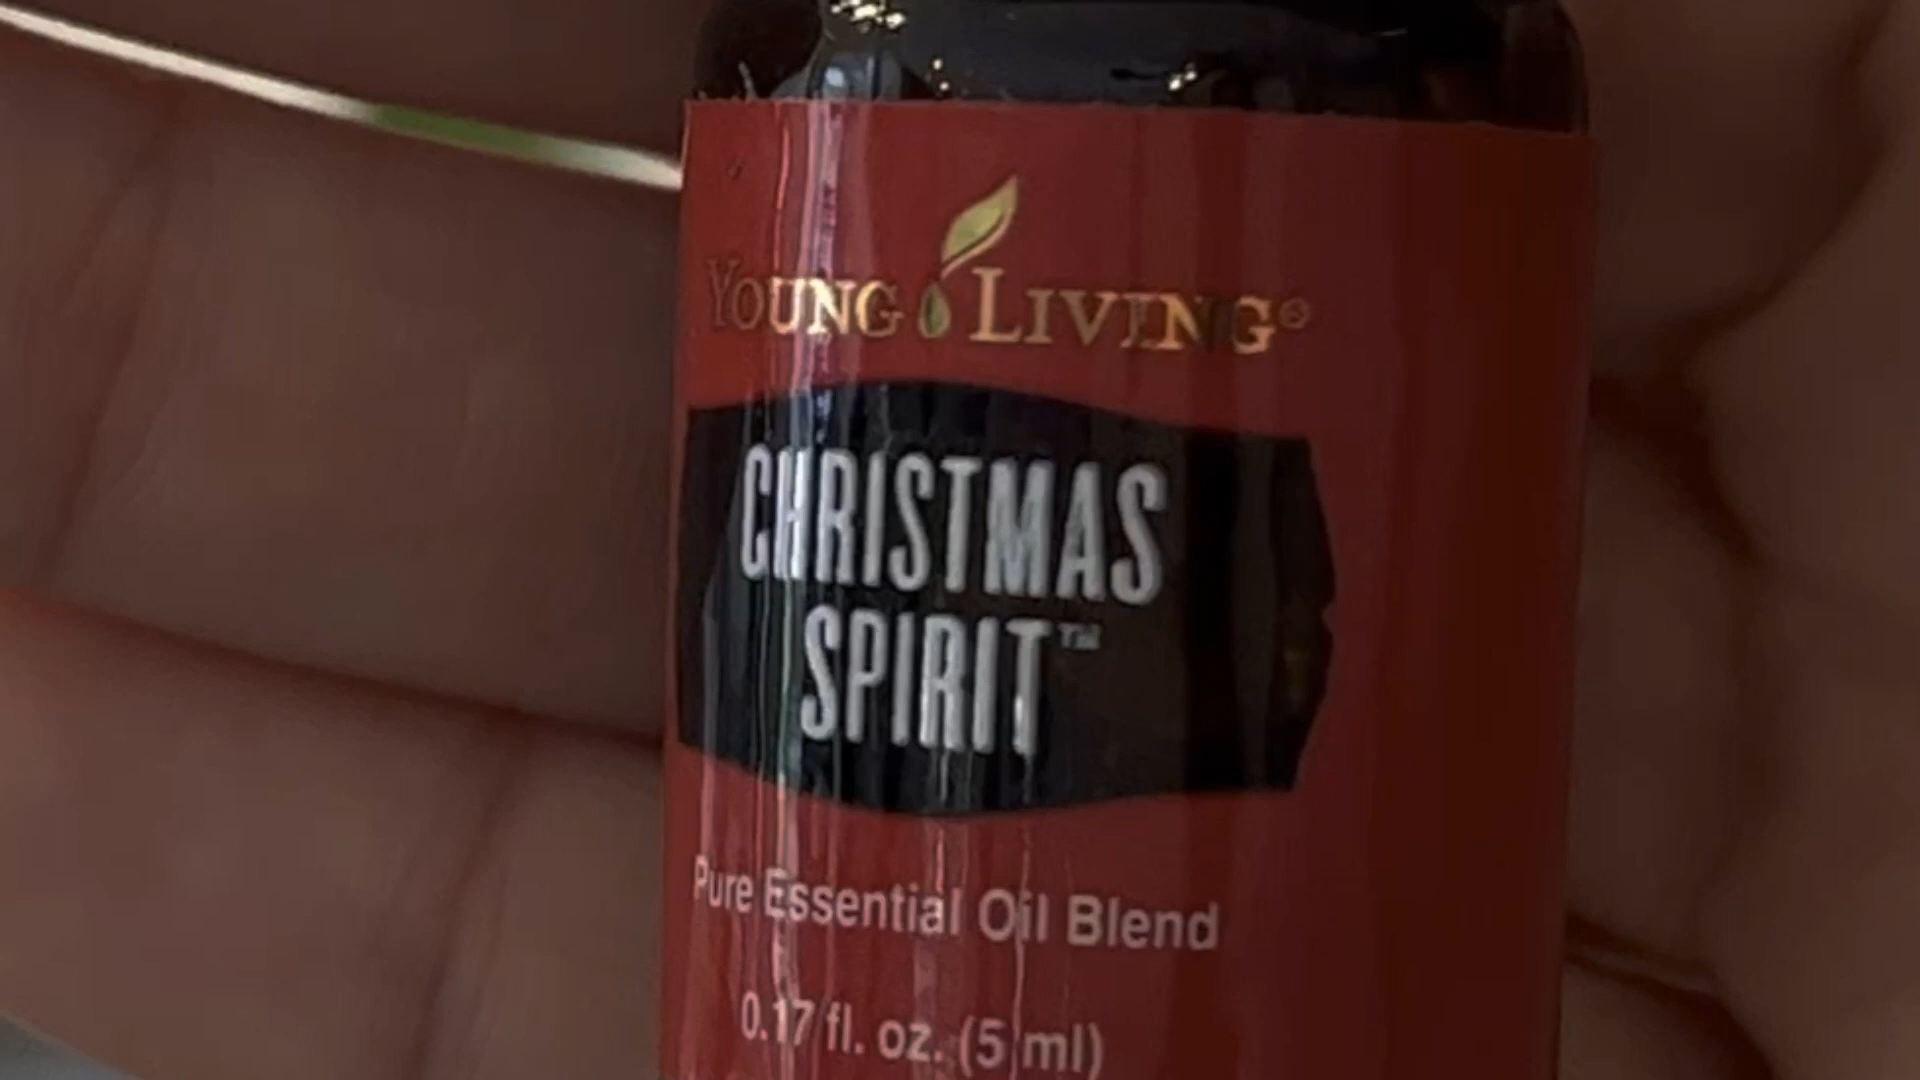 YOUNG LIVING®
CHRISTMAS
SPIRIT™
Pure Essential Oil Blend
0.17 fl. oz. (5 ml)